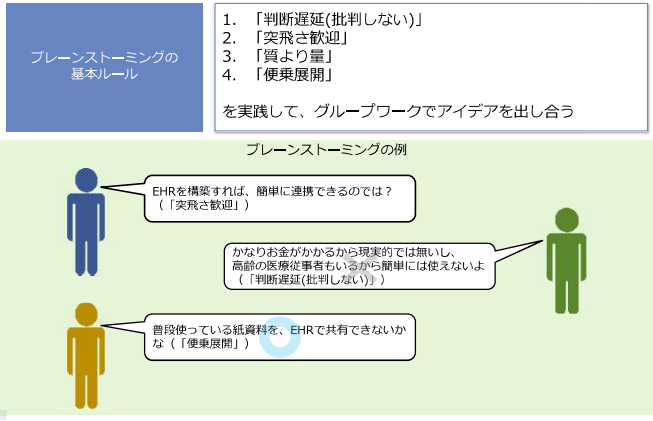 ブレーンストーミングの
基本ルール
1. 「判断遅延(批判しない)」
2. 「突飛さ歓迎」
3. 「質より量」
4. 「便乗展開」
を実践して、グループワークでアイデアを出し合う
ブレーンストーミングの例
EHRを構築すれば、簡単に連携できるのでは？
（「突飛さ歓迎」）
かなりお金がかかるから現実的では無いし、
高齢の医療従事者もいるから簡単には使えないよ
（「判断遅延(批判しない)」）
普段使っている紙資料を、EHRで共有できないか
な（「便乗展開」）